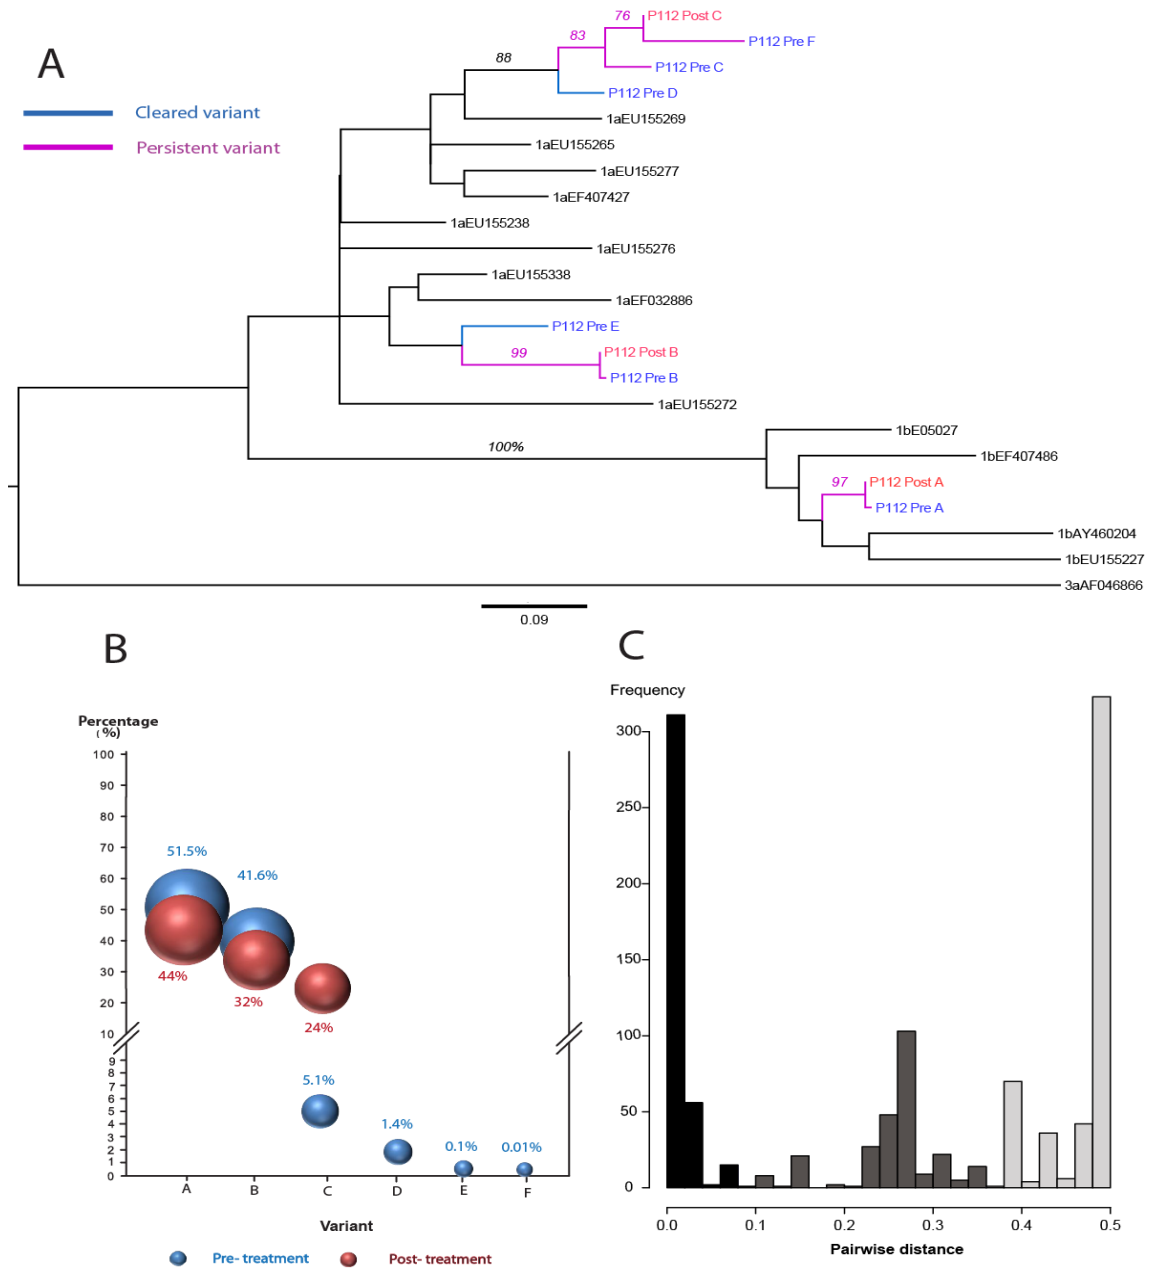 A
Cleared variant
Persistent variant
76
P112 Post C
83
P112 Pre F
88
P112 Pre C
P112 Pre D
1aEU155269
1aEU155265
1aEU155277
1aEF407427
1aEU155238
1aEU155276
1aEU155338
1aEF032886
P112 Pre E
99
P112 Post B
P112 Pre B
1aEU155272
1bE05027
100%
1bEF407486
97
P112 Post A
P112 Pre A
1bAY460204
1bEU155227
3aAF046866
0.09
B
Percentage
(%)
100
90
80
70
60
50
40
30
20
10
9
8
7
6
5
4
3
2
1
0
51.5%
41.6%
44%
32%
24%
5.1%
1.4%
0.1%
0.01%
A B C D E F
Variant
Pre- treatment
Post- treatment
C
Frequency
300
250
200
150
100
50
0
0.0 0.1 0.2 0.3 0.4 0.5
Pairwise distance